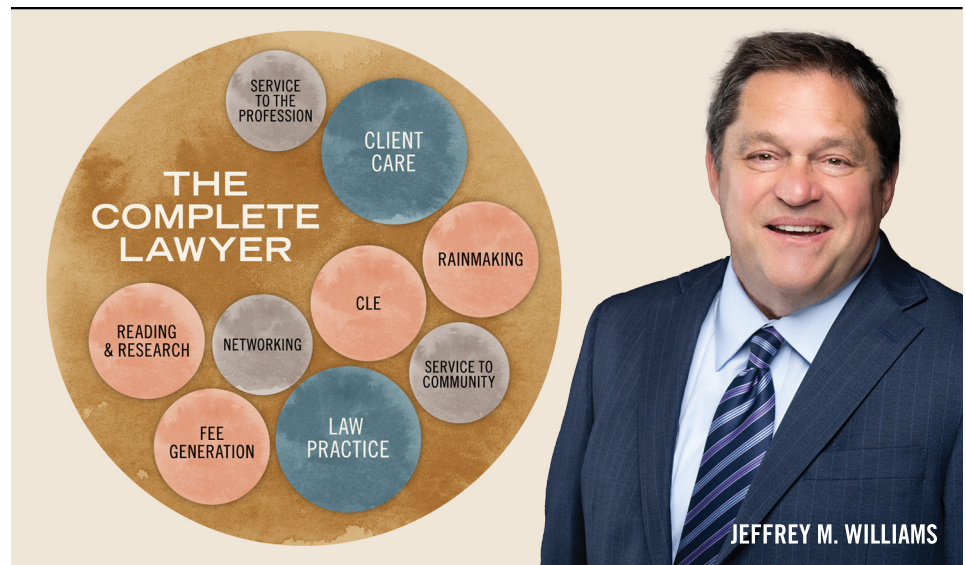 SERVICE
TO THE
PROFESSION
CLIENT
CARE
THE
COMPLETE
LAWYER
RAINMAKING
CLE
READING
& RESEARCH
NETWORKING
SERVICE TO
COMMUNITY
FEE
GENERATION
LAW
PRACTICE
JEFFREY M. WILLIAMS